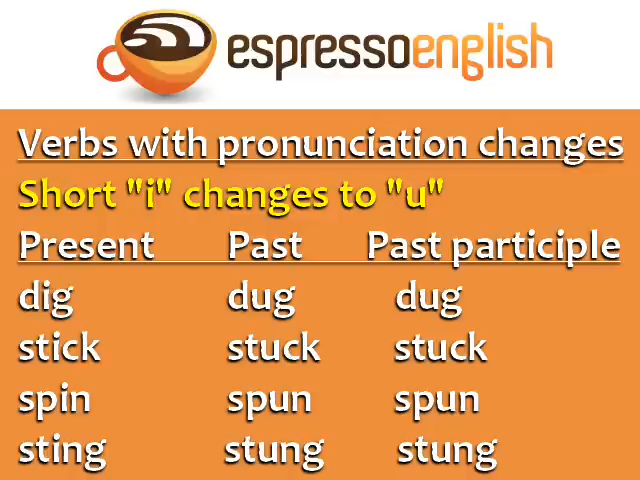 espressoenglish
Verbs with pronunciation changes
Short "i" changes to "u"
Present Past Past participle
dig dug dug
stick stuck stuck
spin spun spun
sting stung stung